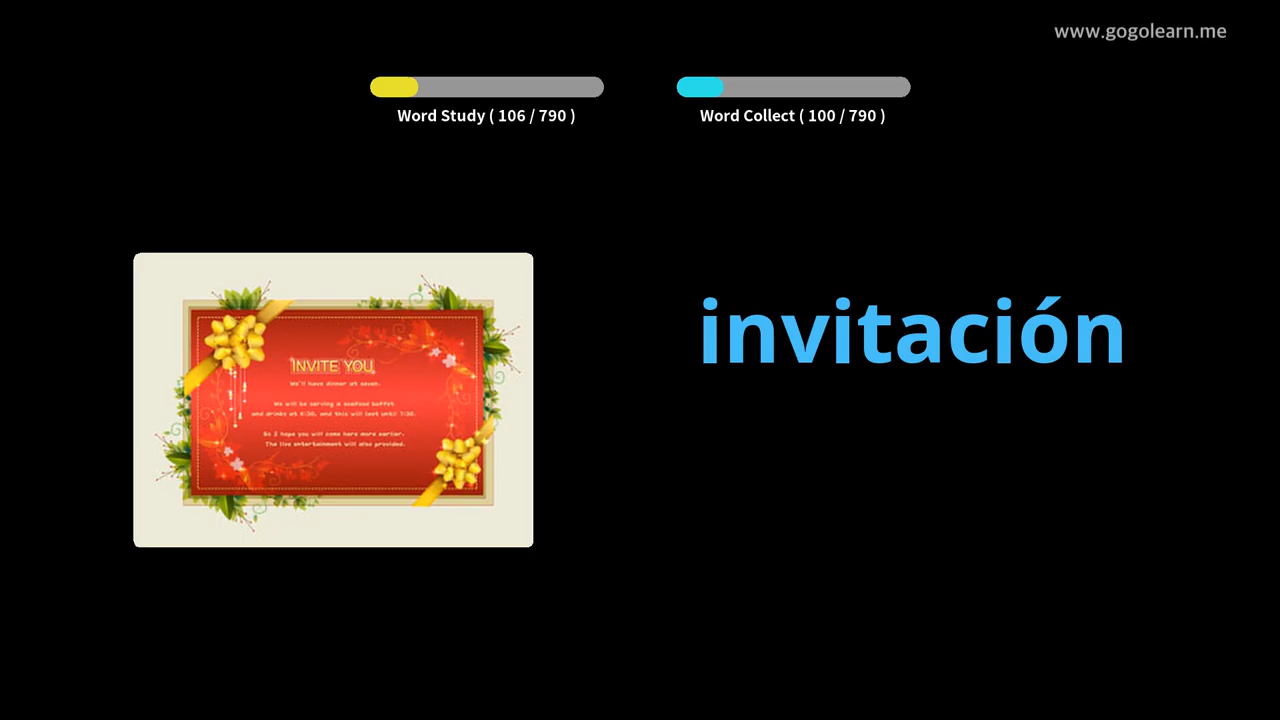 www.gogolearn.me
Word Study ( 106 / 790 )
Word Collect ( 100 / 790 )
invitación
INVITE YOU
We'll have dinner at seven.
We will be serving a seafood buffet
and drinks at 6:30, and this will last until 7:30.
So I hope you will come here more earlier.
The live entertainment will also provided.